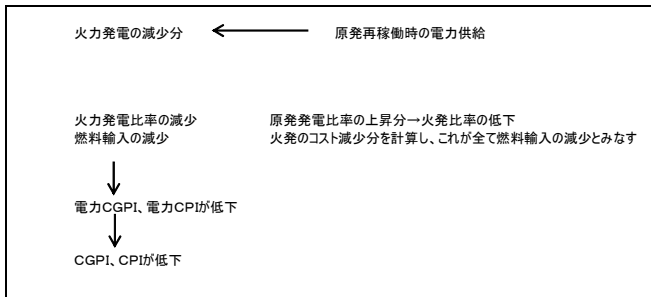 火力発電の減少分 原発再稼働時の電力供給
火力発電比率の減少 原発発電比率の上昇分→火発比率の低下
燃料輸入の減少 火発のコスト減少分を計算し、これが全て燃料輸入の減少とみなす
電力CGPI、電力CPIが低下
CGPI、CPIが低下